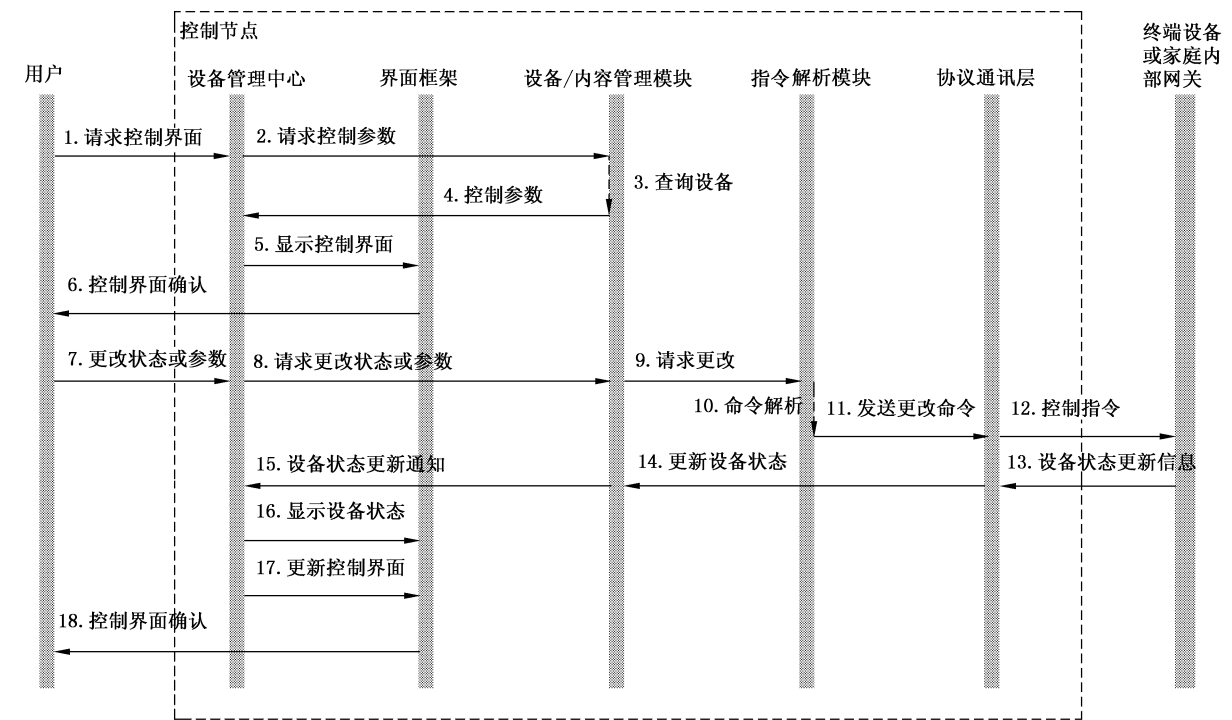 控制节点
终端设备
或家庭内
部网关
用户
设备管理中心
界面框架
设备/内容管理模块
指令解析模块
协议通讯层
1.请求控制界面
2.请求控制参数
3.查询设备
4.控制参数
5.显示控制界面
6.控制界面确认
7.更改状态或参数
8.请求更改状态或参数
9.请求更改
10.命令解析
11.发送更改命令
12.控制指令
13.设备状态更新信息
14.更新设备状态
15.设备状态更新通知
16.显示设备状态
17.更新控制界面
18.控制界面确认